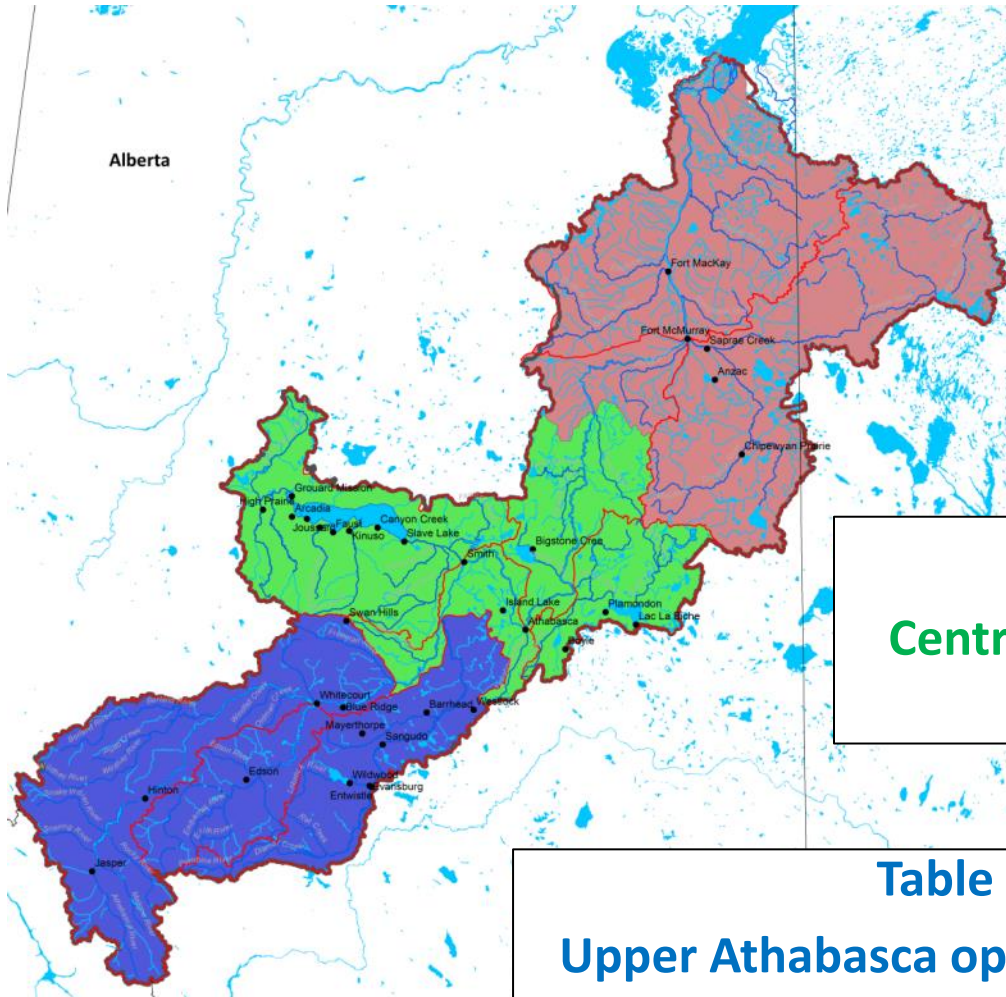 Alberta
Fort MacKay
Fort McMurray
Saprae Creek
Anzac
Chipewyan Prairie
Grouard Mission
High Prairie
Arcadia
Canyon Creek
Joussard
Faust
Kinuso
Slave Lake
Smith
Bigstone Cree
Island Lake
Plamondon
Swan Hills
Athabasca
Lac La Biche
Boyle
Centr
Whitecourt
Blue Ridge
Barrhead
Westlock
Mayerthorpe
Sangudo
Edson
Wildwood
Hinton
Entwistle
Evansburg
Jasper
Table
Upper Athabasca op